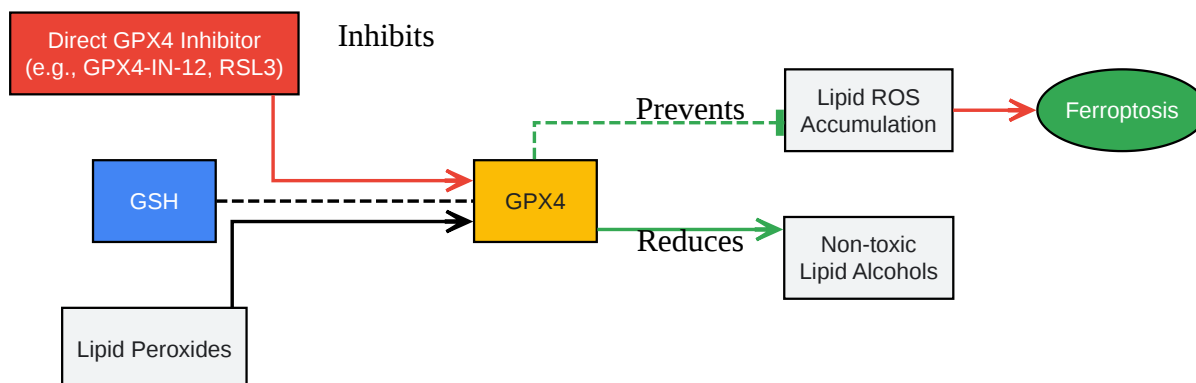 Direct GPX4 Inhibitor
(e.g., GPX4-IN-12, RSL3)
Inhibits
Prevents
Lipid ROS
Accumulation
Ferroptosis
GSH
GPX4
Reduces
Non-toxic
Lipid Alcohols
Lipid Peroxides